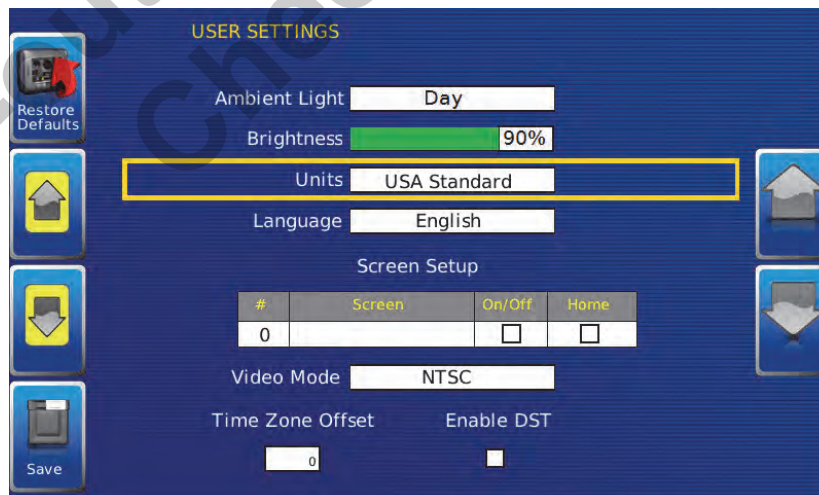 USER SETTINGS
Restore
Defaults
Ambient Light Day
Brightness 90%
Units USA Standard
Language English
Screen Setup
# Screen On/Off Home
0
Video Mode NTSC
Time Zone Offset Enable DST
0
Save